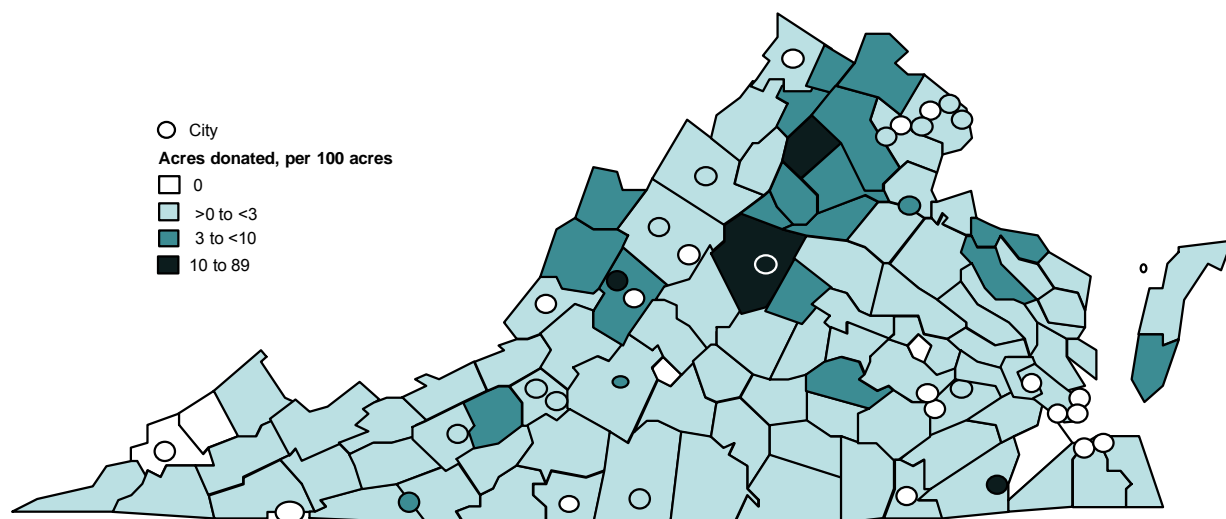 City
Acres donated, per 100 acres
0
>0 to <3
3 to <10
10 to 89